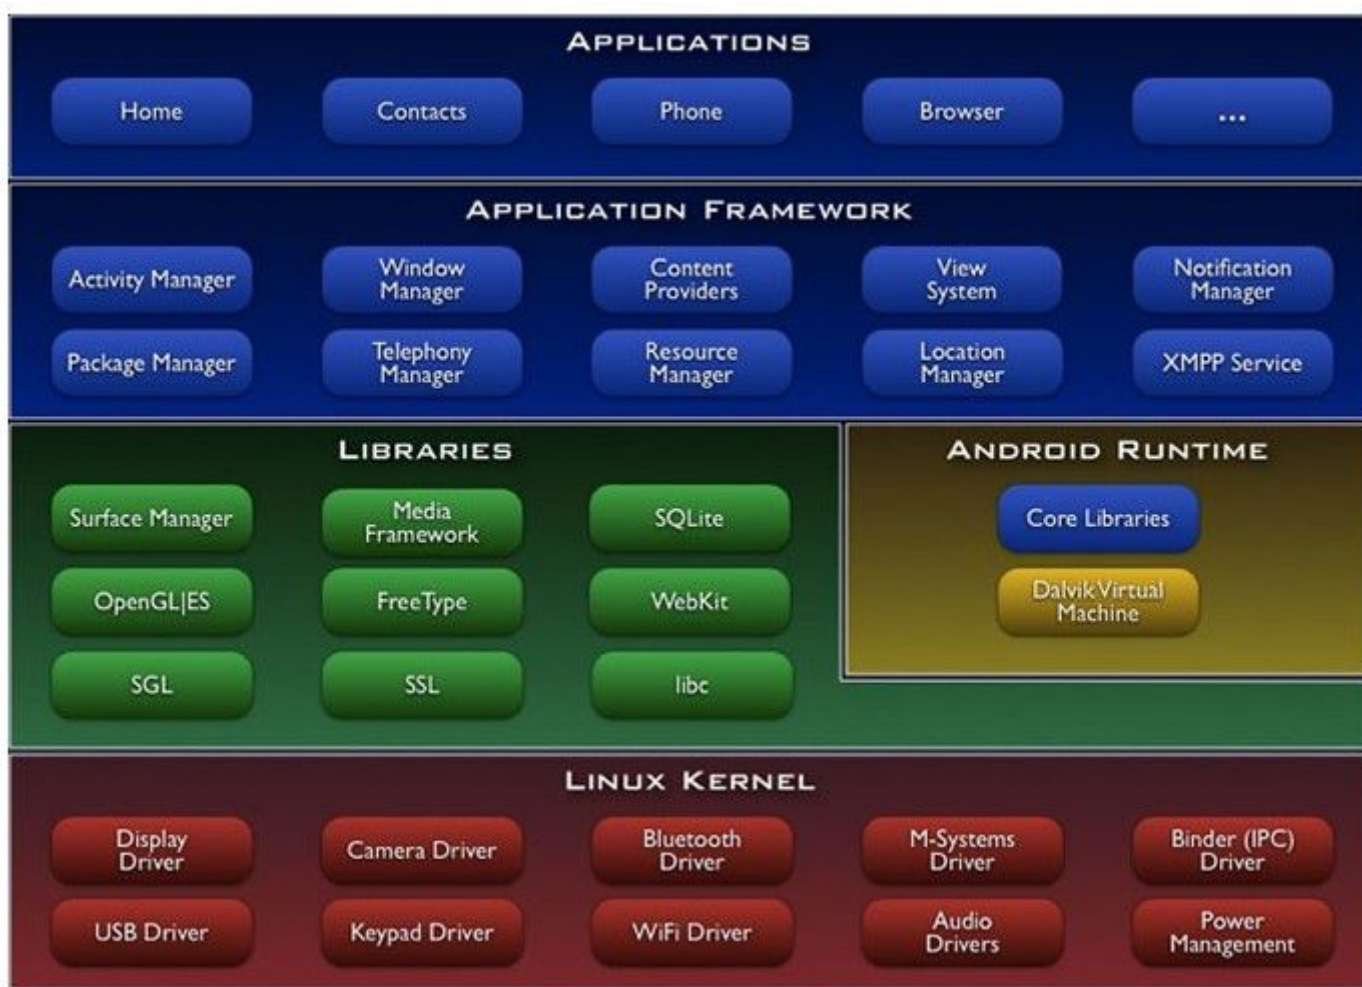 APPLICATIONS
Home
Contacts
Phone
Browser
...
APPLICATION FRAMEWORK
Activity Manager
Window
Manager
Content
Providers
View
System
Notification
Manager
Package Manager
Telephony
Manager
Resource
Manager
Location
Manager
XMPP Service
LIBRARIES
Surface Manager
Media
Framework
SQLite
OpenGL|ES
FreeType
WebKit
SGL
SSL
libc
ANDROID RUNTIME
Core Libraries
Dalvik Virtual
Machine
LINUX KERNEL
Display
Driver
Camera Driver
Bluetooth
Driver
M-Systems
Driver
Binder (IPC)
Driver
USB Driver
Keypad Driver
WiFi Driver
Audio
Drivers
Power
Management